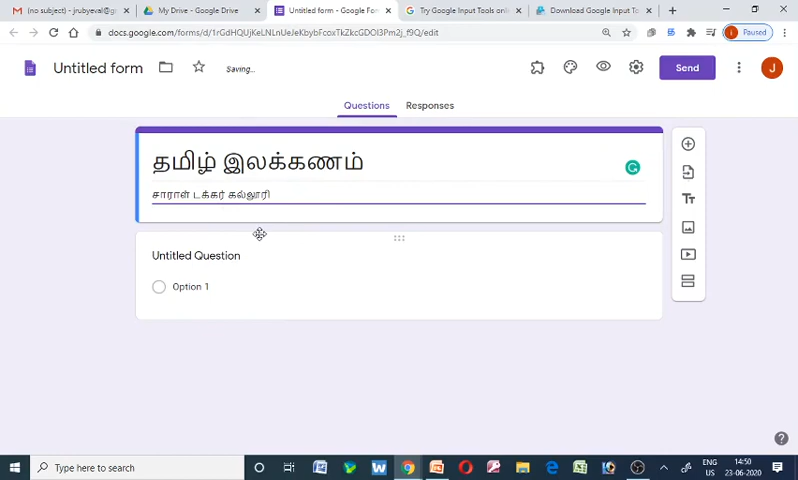 (no subject) - jrubyeval@g
My Drive - Google Drive
Untitled form - Google For
Try Google Input Tools onl
Download Google Input To
docs.google.com/forms/d/1rGdHQUjKeLNLnUeJeKbybFcoxTkZkcGDOl3Pm2j_f9Q/edit
Paused
Untitled form
Saving...
Send
J
Questions
Responses
தமிழ் இலக்கணம்
சாராள் டக்கர் கல்லூரி
Untitled Question
Option 1
Type here to search
ENG
US
14:50
23-06-2020